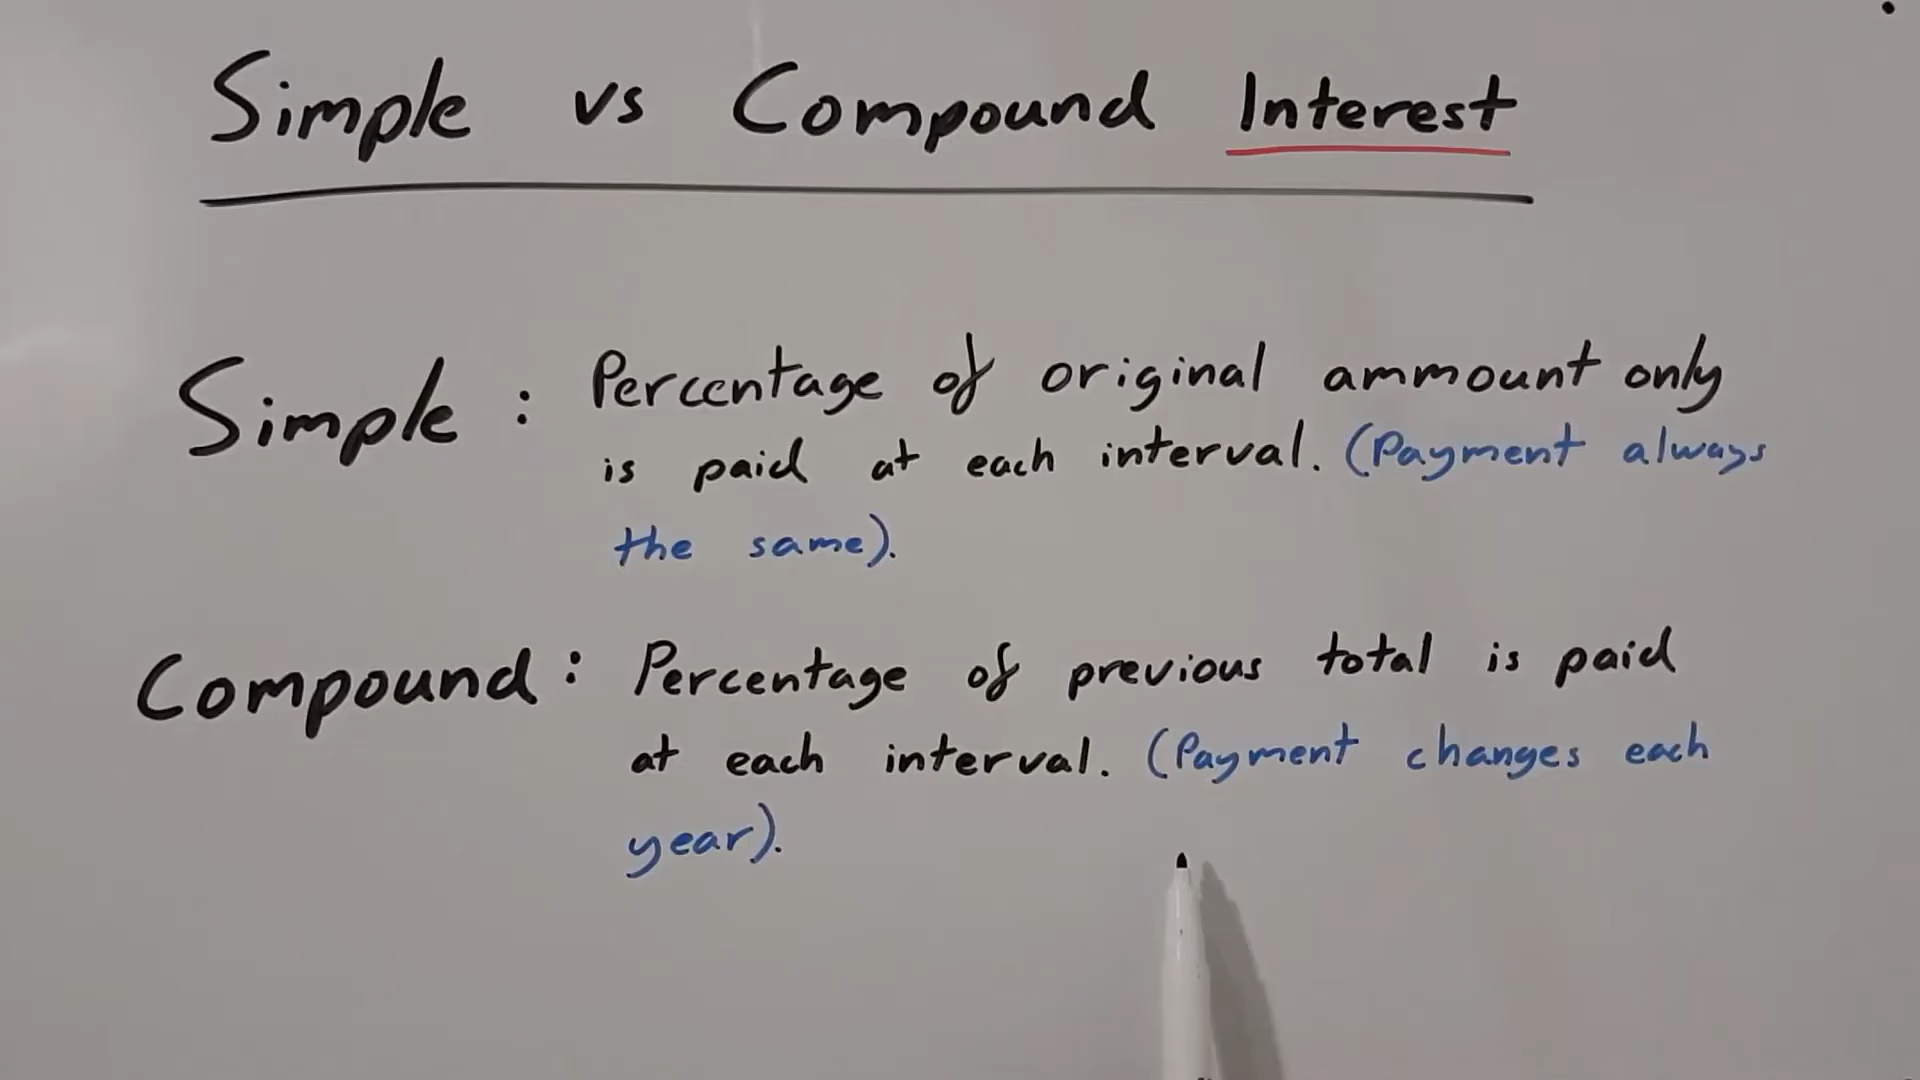 Simple vs Compound Interest
Simple : Percentage of original ammount only
is paid at each interval. (Payment always
the same).
Compound : Percentage of previous total is paid
at each interval. (Payment changes each
year).